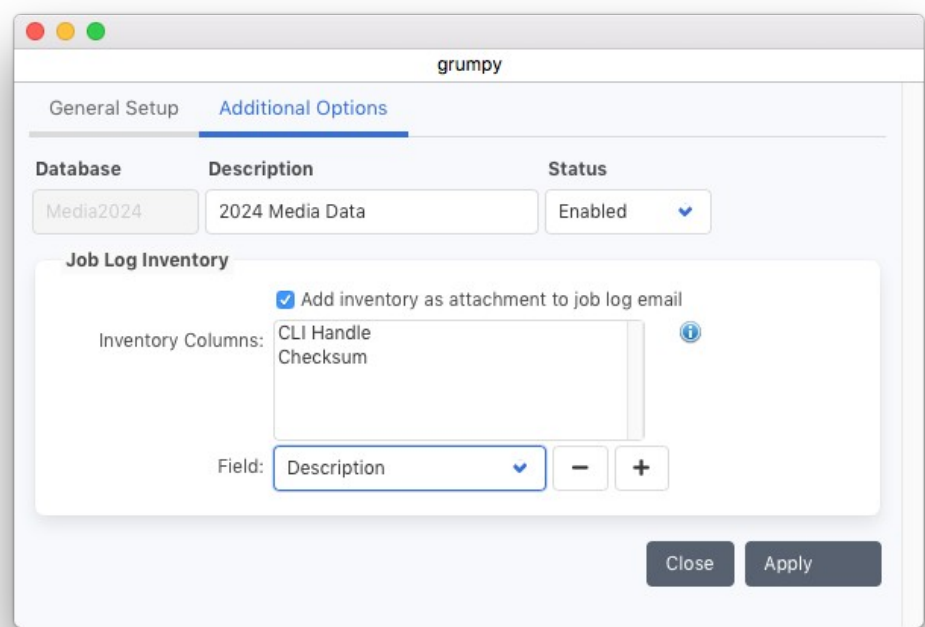 grumpy
General Setup Additional Options
Database Description Status
Media2024 2024 Media Data Enabled
Job Log Inventory
Add inventory as attachment to job log email
Inventory Columns: CLI Handle
Checksum
Field: Description − +
Close Apply